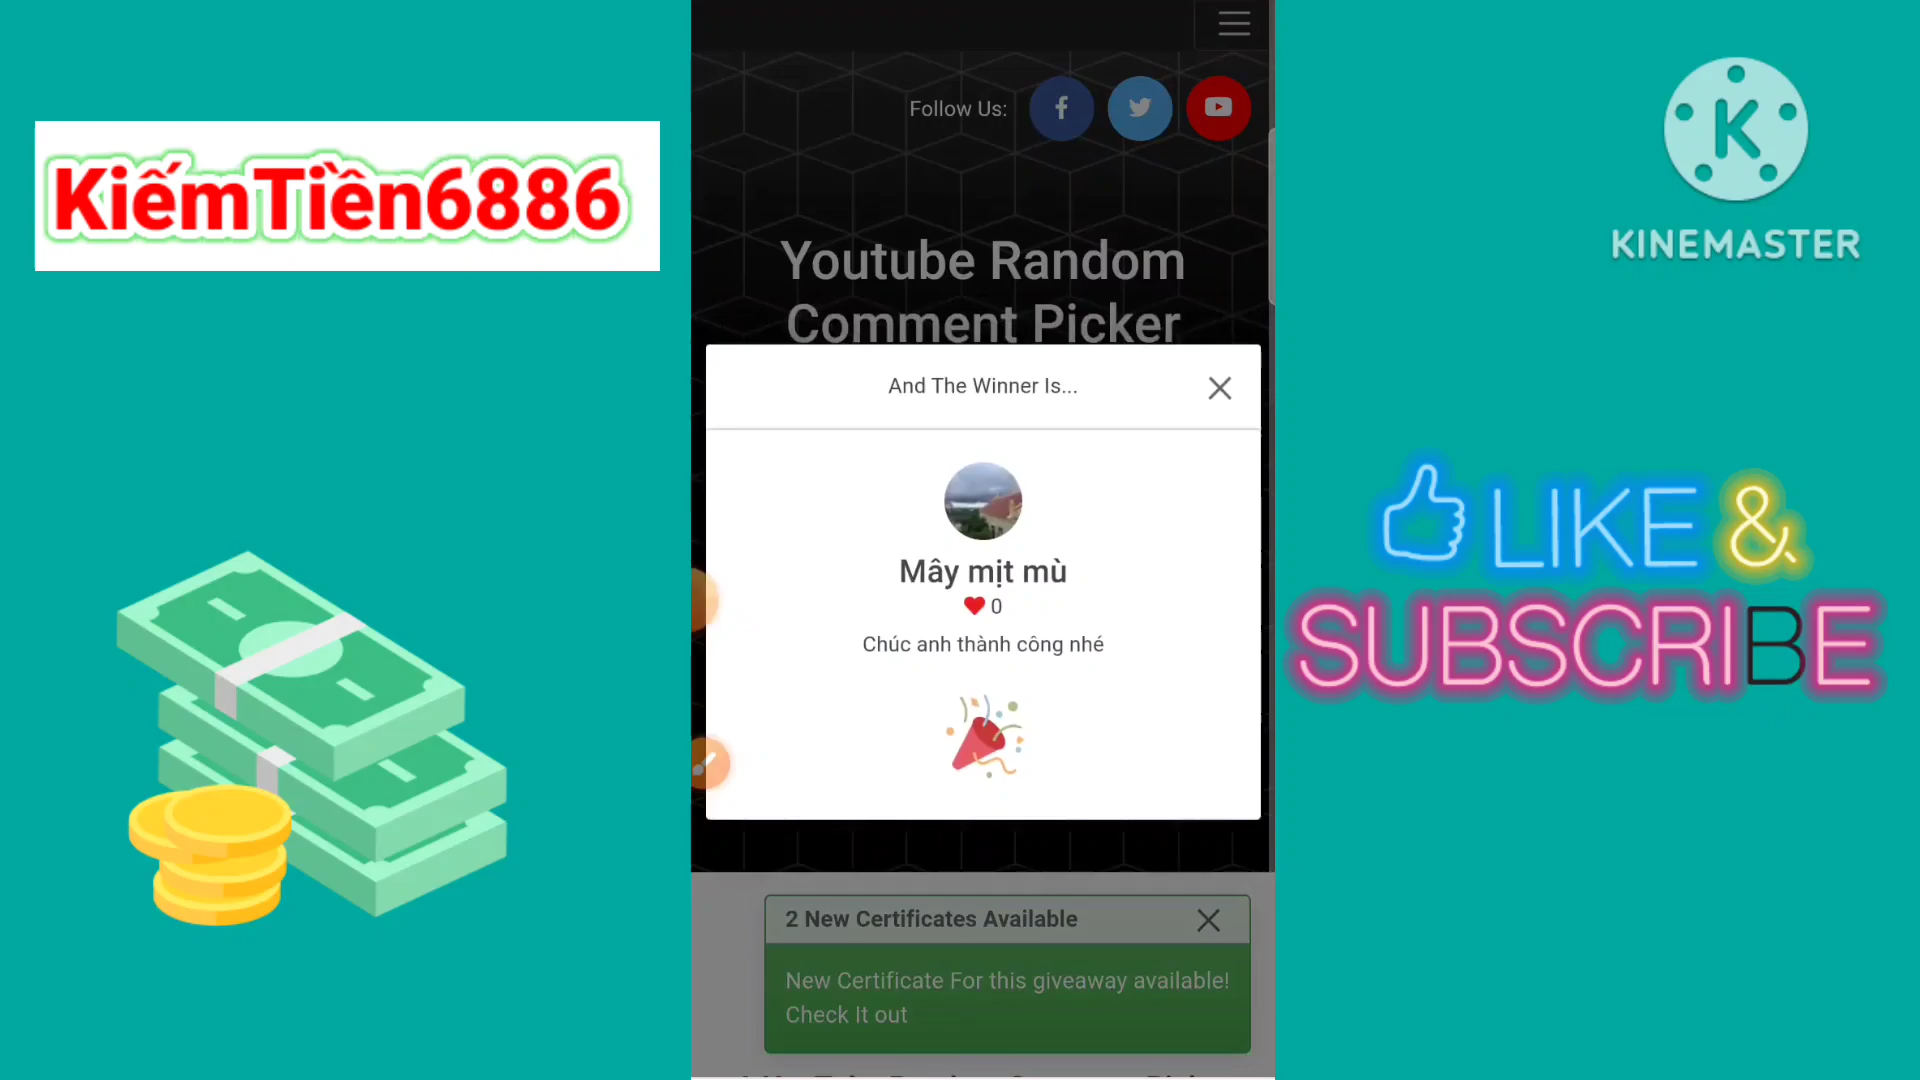 KiếmTiền6886
Follow Us:
Youtube Random
Comment Picker
And The Winner Is...
Mây mịt mù
0
Chúc anh thành công nhé
2 New Certificates Available
New Certificate For this giveaway available!
Check It out
K
KINEMASTER
LIKE &
SUBSCRIBE